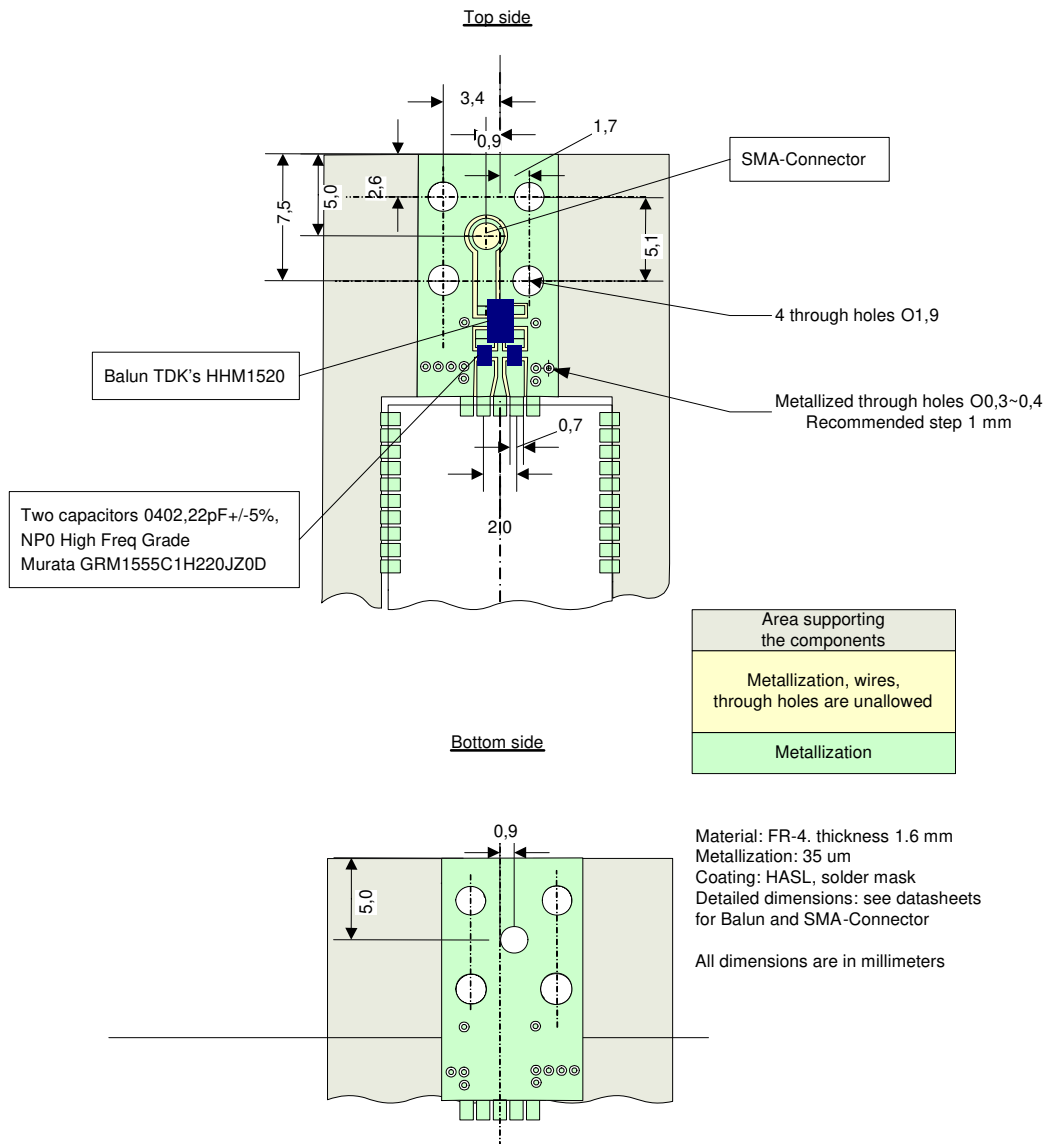 Top side
3,4
0,9
1,7
SMA-Connector
2,6
5,0
7,5
5,1
4 through holes O1,9
Balun TDK's HHM1520
Metallized through holes O0,3~0,4
Recommended step 1 mm
0,7
2,0
Two capacitors 0402,22pF+/-5%,
NP0 High Freq Grade
Murata GRM1555C1H220JZ0D
Area supporting
the components
Metallization, wires,
through holes are unallowed
Metallization
Bottom side
0,9
5,0
Material: FR-4. thickness 1.6 mm
Metallization: 35 um
Coating: HASL, solder mask
Detailed dimensions: see datasheets
for Balun and SMA-Connector
All dimensions are in millimeters